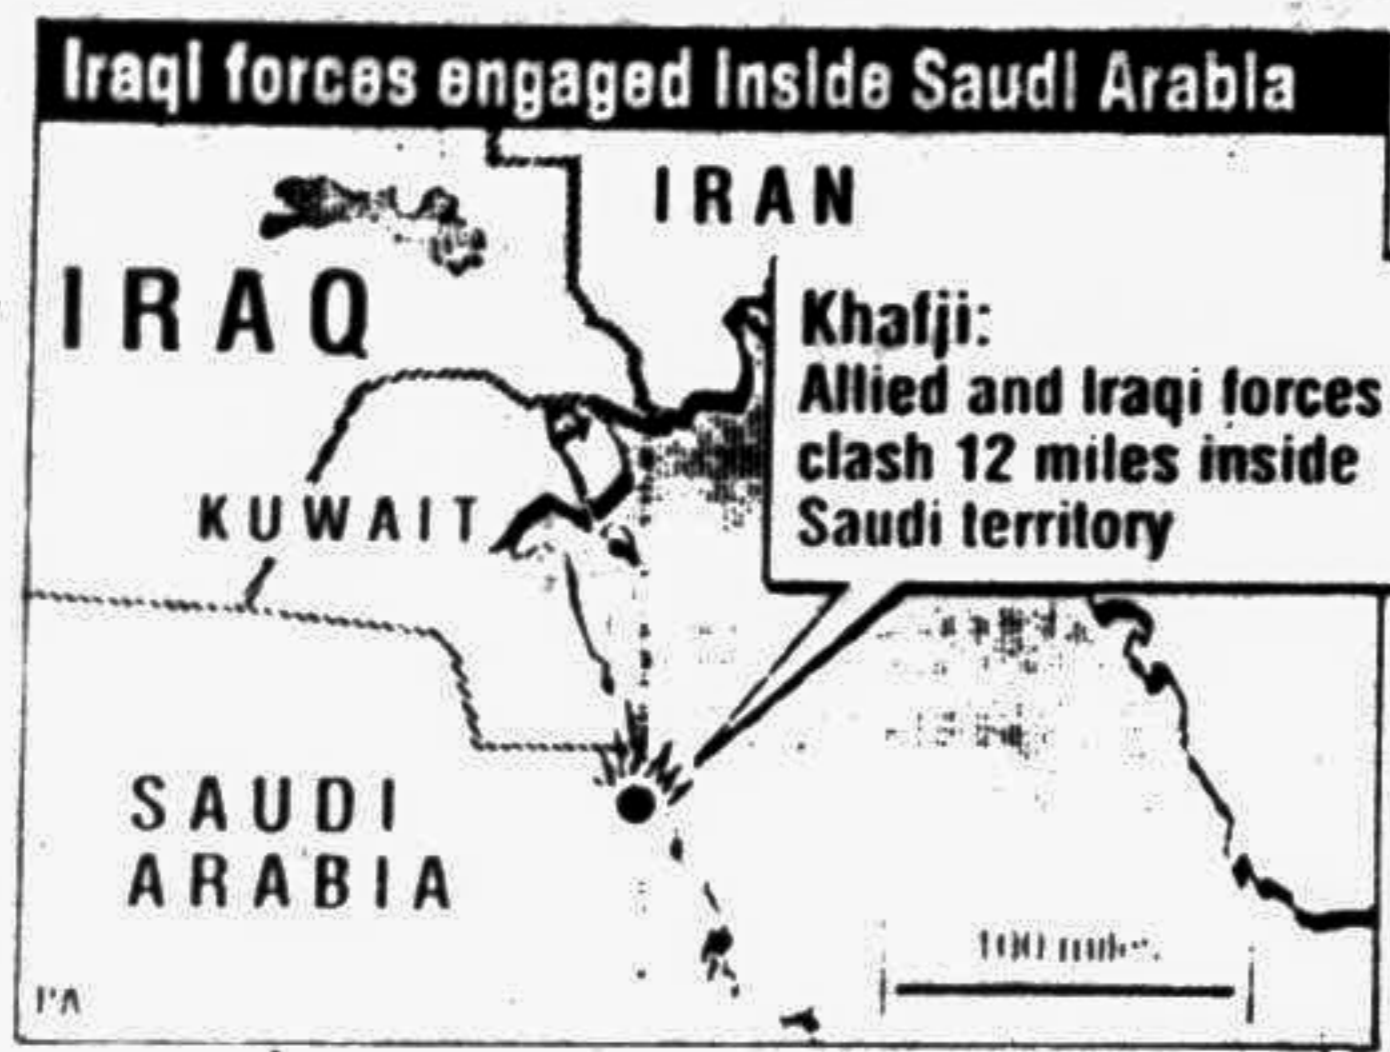 Iraqi forces engaged inside Saudi Arabia
IRAN
IRAQ
Khafji:
Allied and Iraqi forces
clash 12 miles inside
Saudi territory
KUWAIT
SAUDI
ARABIA
100 miles
PA